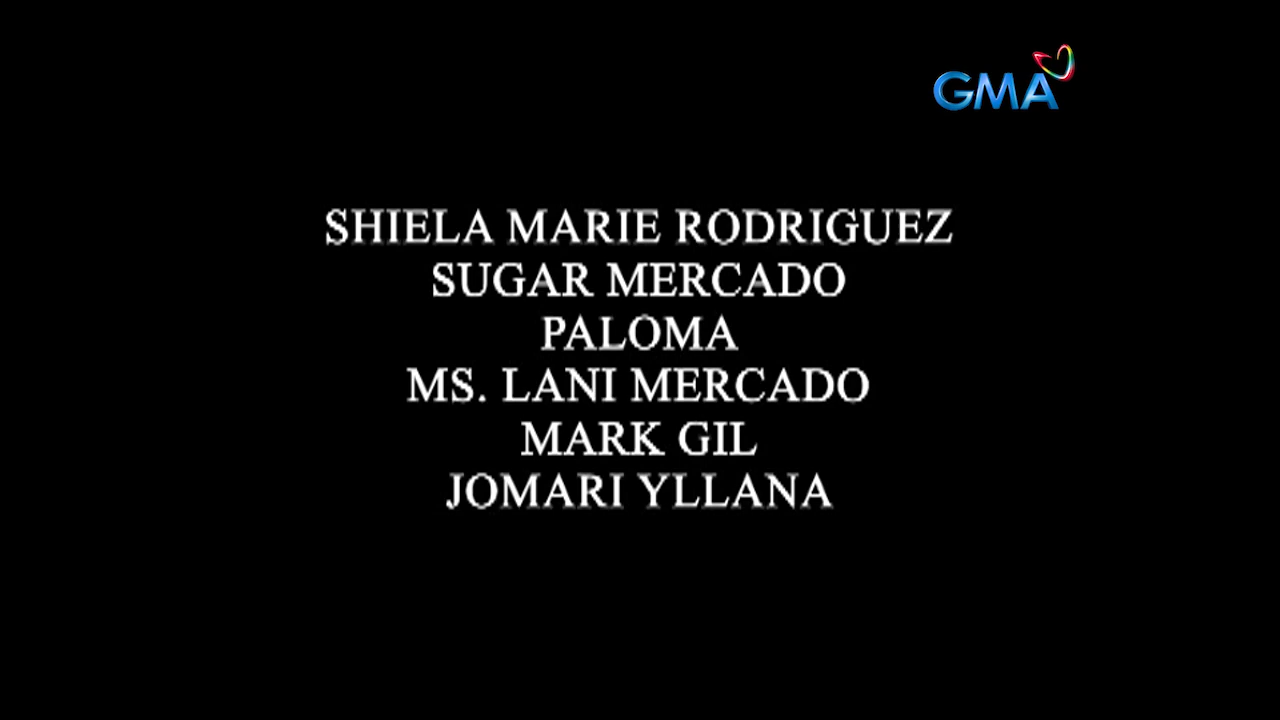 GMA
SHIELA MARIE RODRIGUEZ
SUGAR MERCADO
PALOMA
MS. LANI MERCADO
MARK GIL
JOMARI YLLANA